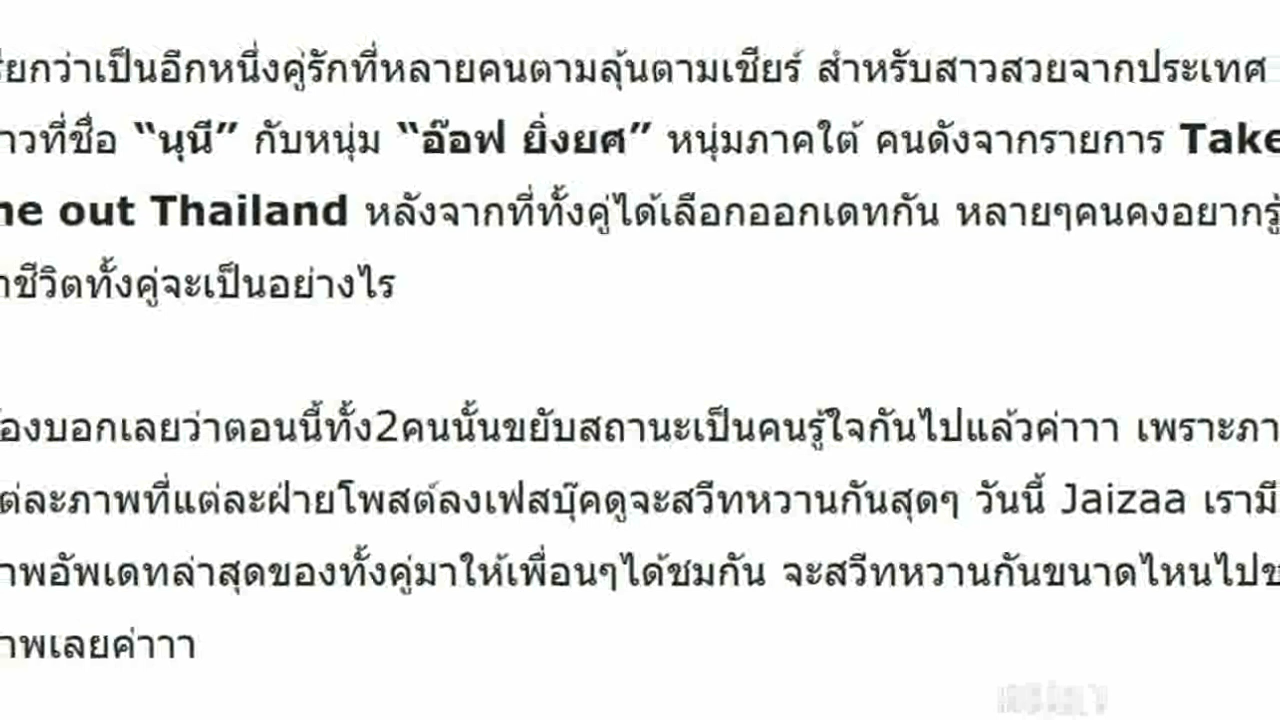 รียกว่าเป็นอีกหนึ่งคู่รักที่หลายคนตามลุ้นตามเชียร์ สำหรับสาวสวยจากประเทศ
าวที่ชื่อ “นุนี” กับหนุ่ม “อ๊อฟ ยิ่งยศ” หนุ่มภาคใต้ คนดังจากรายการ Take
me out Thailand หลังจากที่ทั้งคู่ได้เลือกออกเดทกัน หลายๆคนคงอยากรู้
าชีวิตทั้งคู่จะเป็นอย่างไร
้องบอกเลยว่าตอนนี้ทั้ง2คนนั้นขยับสถานะเป็นคนรู้ใจกันไปแล้วค่าาา เพราะภา
ต่ละภาพที่แต่ละฝ่ายโพสต์ลงเฟสบุ๊คดูจะสวีทหวานกันสุดๆ วันนี้ Jaizaa เรามี
าพอัพเดทล่าสุดของทั้งคู่มาให้เพื่อนๆได้ชมกัน จะสวีทหวานกันขนาดไหนไปช
าพเลยค่าาา